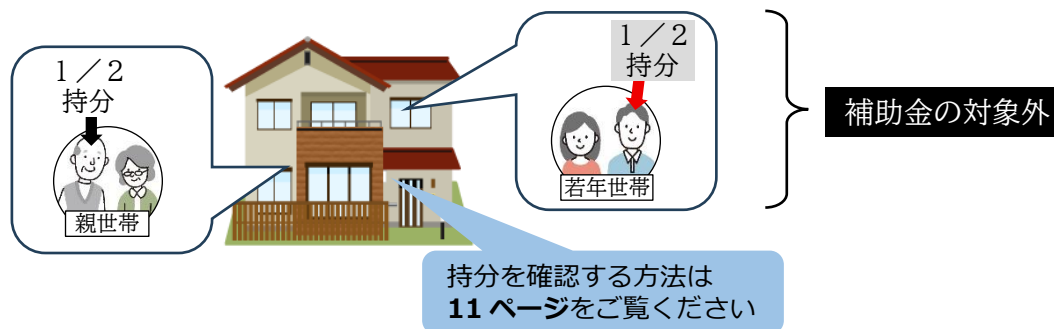 １／２
持分
親世帯
１／２
持分
若年世帯
補助金の対象外
持分を確認する方法は
11 ページをご覧ください